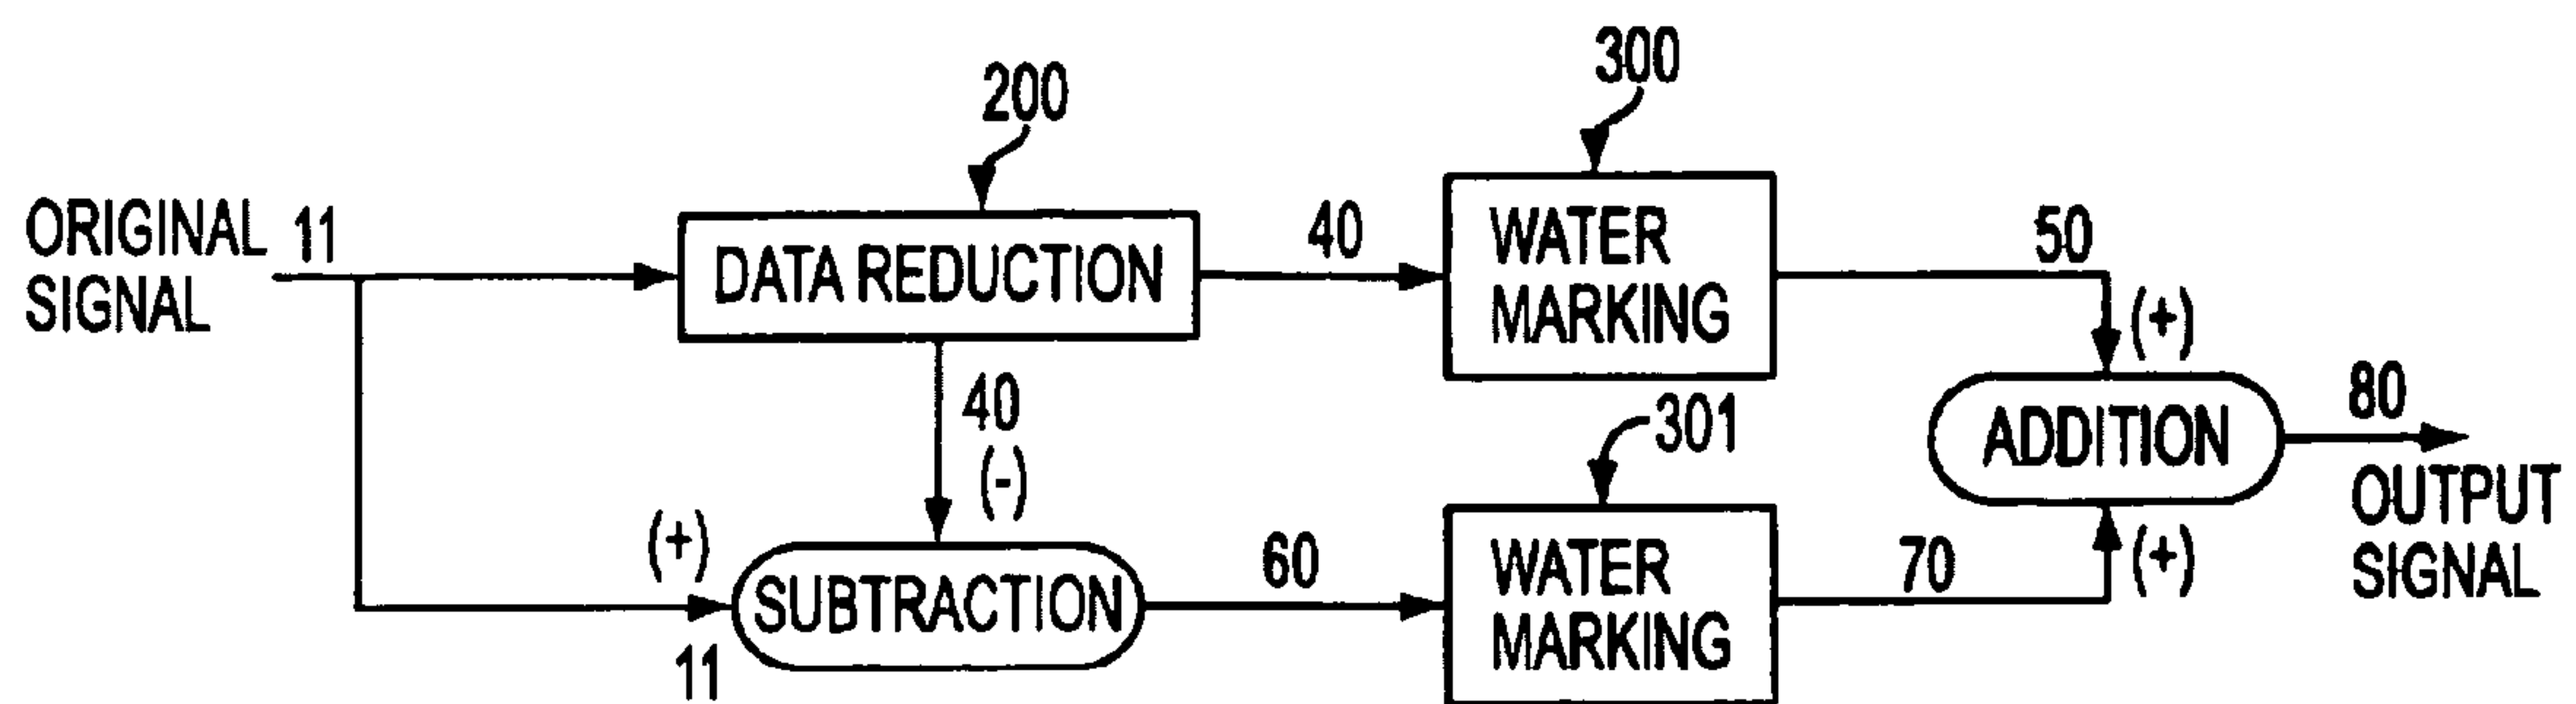 300
200
ORIGINAL
SIGNAL
11
DATA REDUCTION
40
WATER
MARKING
50
(+)
40
(-)
301
ADDITION
80
OUTPUT
SIGNAL
(+)
SUBTRACTION
11
60
WATER
MARKING
70
(+)